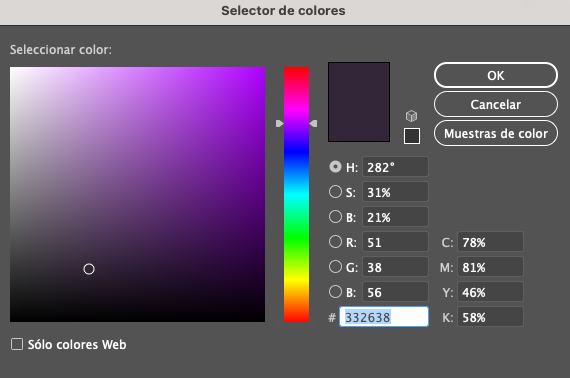 Selector de colores
Seleccionar color:
OK
Cancelar
Muestras de color
H: 282°
S: 31%
B: 21%
R: 51 C: 78%
G: 38 M: 81%
B: 56 Y: 46%
# 332638 K: 58%
Sólo colores Web